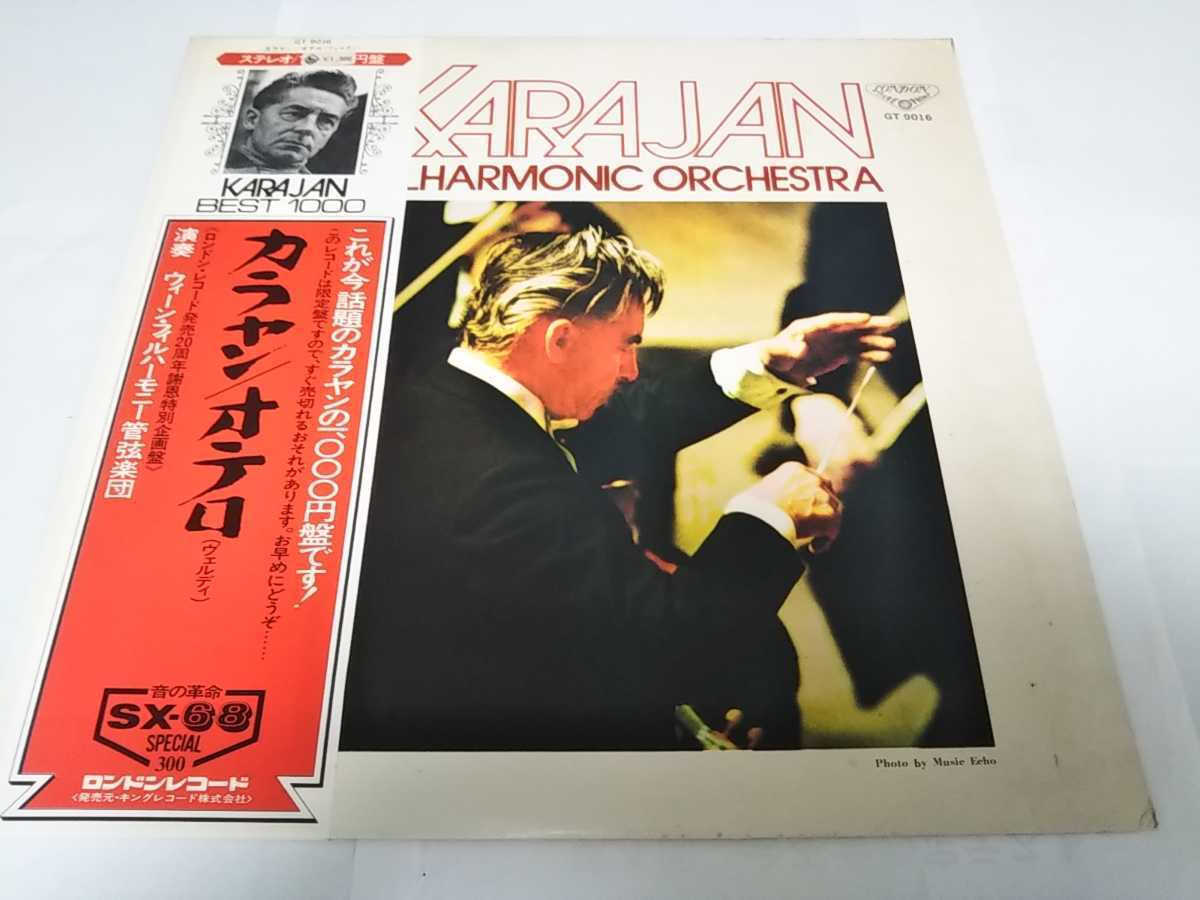 GT 9016
ステレオ
¥1,300
円盤
KARAJAN
BEST 1000
これが今話題のカラヤンの1,000円盤です!
このレコードは限定盤ですので、すぐ売切れるおそれがあります。お早めにどうぞ……
カラヤン/オテロ(ヴェルディ)
《ロンドン・レコード発売20周年謝恩特別企画盤》
演奏 ウィーン・フィルハーモニー管弦楽団
音の革命
SX-68
SPECIAL
300
ロンドンレコード
<発売元・キングレコード株式会社>
KARAJAN
LHARMONIC ORCHESTRA
LONDON
GT 9016
Photo by Music Echo